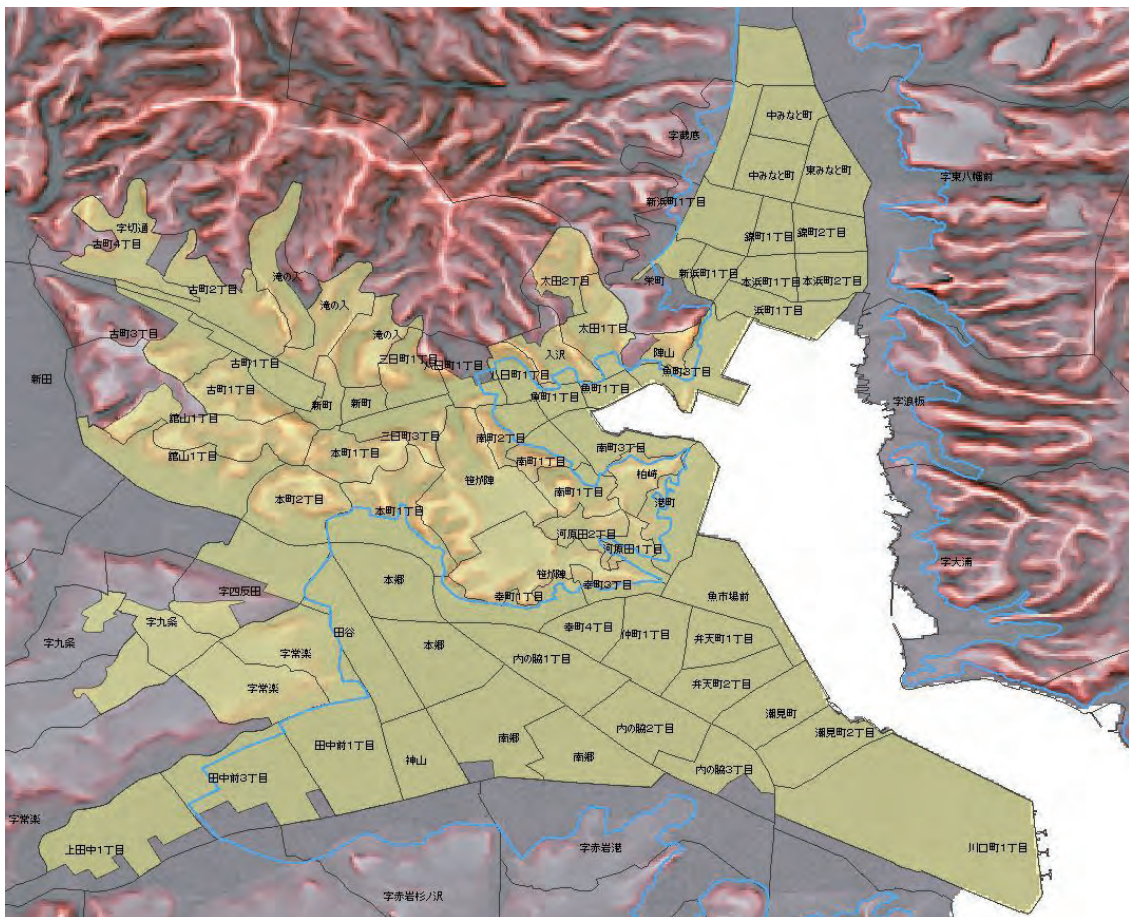 中みなと町
字蔵底
中みなと町
東みなと町
字東八幡前
新浜町1丁目
字切通
錦町1丁目
錦町2丁目
古町4丁目
滝の入
太田2丁目
栄町
新浜町1丁目
本浜町1丁目
本浜町2丁目
古町2丁目
滝の入
浜町1丁目
古町3丁目
滝の入
太田1丁目
古町1丁目
三日町1丁目
八日町1丁目
入沢
陣山
新田
八日町1丁目
魚町3丁目
古町1丁目
新町
新町
魚町1丁目
魚町1丁目
字浪板
館山1丁目
三日町3丁目
南町2丁目
南町3丁目
館山1丁目
本町1丁目
南町1丁目
柏崎
笹が陣
本町2丁目
本町1丁目
南町1丁目
港町
河原田2丁目
河原田1丁目
字大浦
本郷
笹が陣
幸町3丁目
字四反田
幸町1丁目
魚市場前
字九条
字九条
田谷
幸町4丁目
仲町1丁目
弁天町1丁目
字常楽
本郷
内の脇1丁目
字常楽
弁天町2丁目
潮見町
内の脇2丁目
潮見町2丁目
田中前1丁目
神山
南郷
南郷
内の脇3丁目
田中前3丁目
字常楽
上田中1丁目
字赤岩港
川口町1丁目
字赤岩杉ノ沢